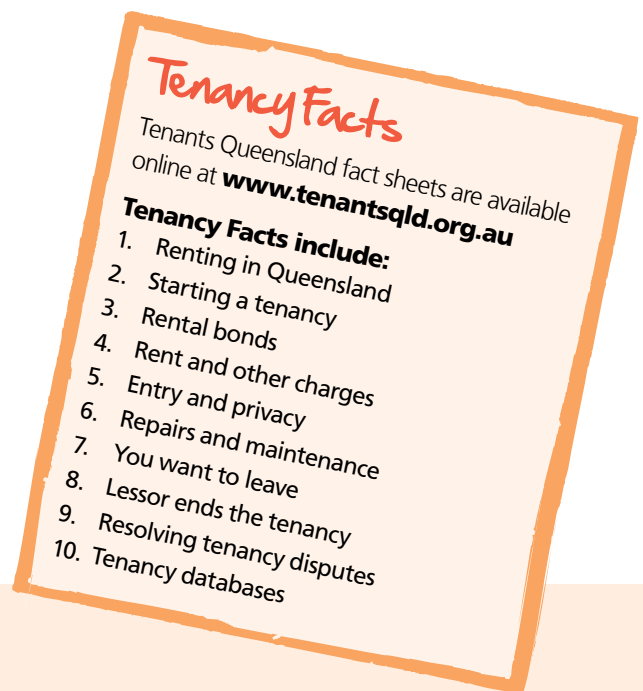 Tenancy Facts
Tenants Queensland fact sheets are available
online at www.tenantsqld.org.au
Tenancy Facts include:
1. Renting in Queensland
2. Starting a tenancy
3. Rental bonds
4. Rent and other charges
5. Entry and privacy
6. Repairs and maintenance
7. You want to leave
8. Lessor ends the tenancy
9. Resolving tenancy disputes
10. Tenancy databases